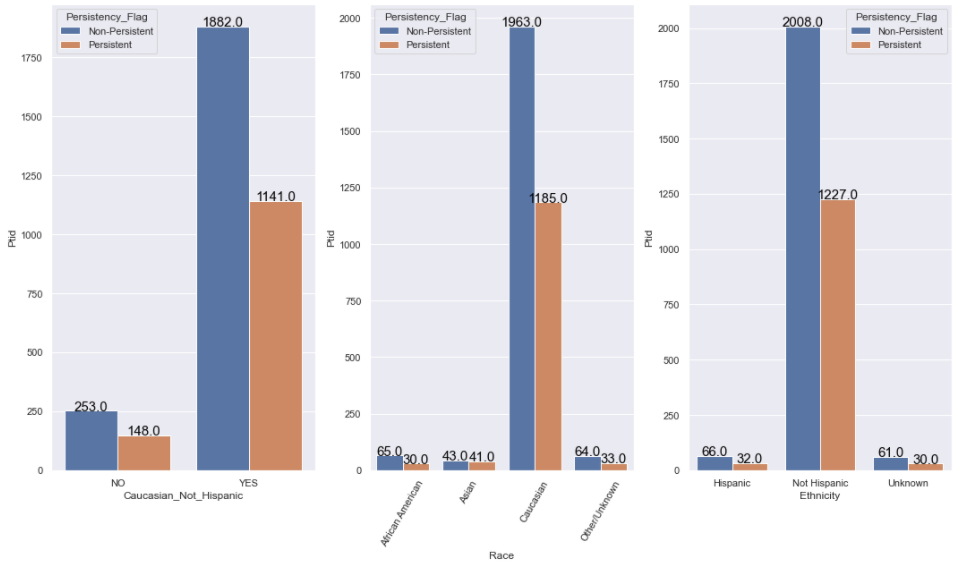 Persistency_Flag
Non-Persistent
Persistent
1882.0
1141.0
253.0
148.0
1750
1500
1250
1000
750
500
250
0
Ptid
NO
YES
Caucasian_Not_Hispanic
Persistency_Flag
Non-Persistent
Persistent
1963.0
1185.0
65.0
30.0
43.0
41.0
64.0
33.0
2000
1750
1500
1250
1000
750
500
250
0
Ptid
African American
Asian
Caucasian
Other/Unknown
Race
Persistency_Flag
Non-Persistent
Persistent
2008.0
1227.0
66.0
32.0
61.0
30.0
2000
1750
1500
1250
1000
750
500
250
0
Ptid
Hispanic
Not Hispanic
Unknown
Ethnicity